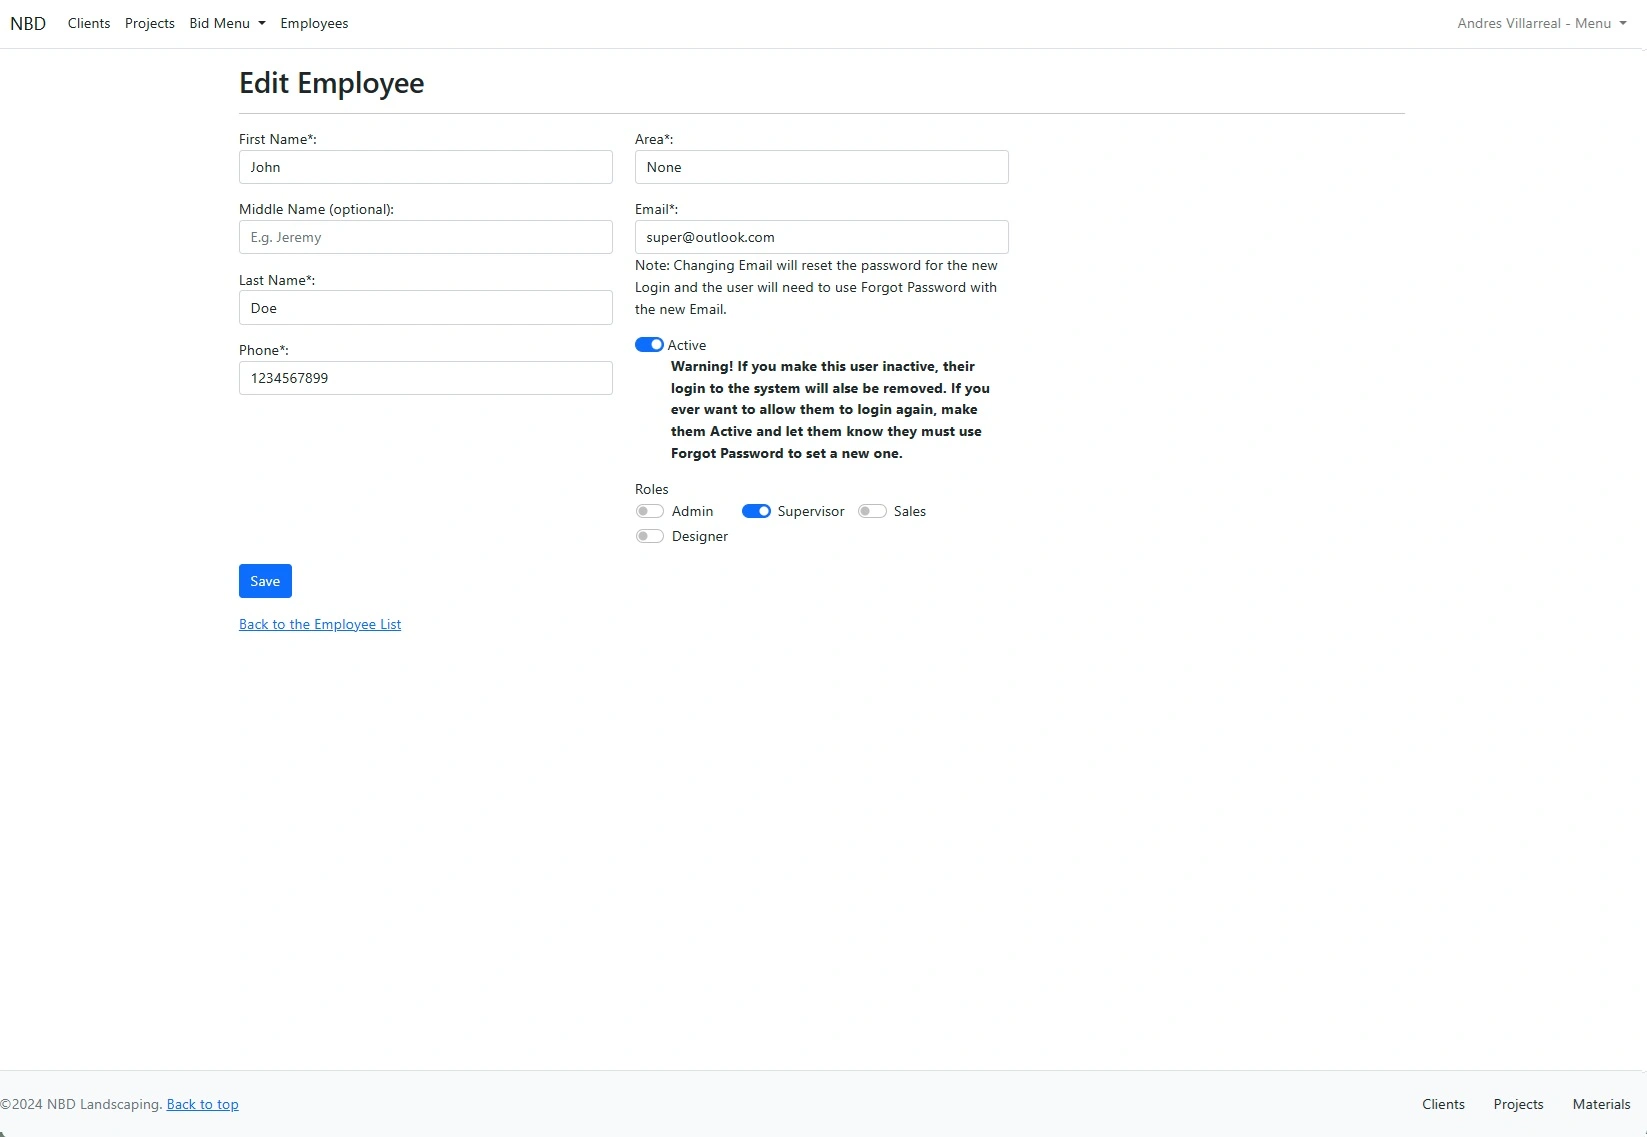 NBD Clients Projects Bid Menu Employees Andres Villarreal - Menu
Edit Employee
First Name*:
John
Middle Name (optional):
E.g. Jeremy
Last Name*:
Doe
Phone*:
1234567899
Area*:
None
Email*:
super@outlook.com
Note: Changing Email will reset the password for the new
Login and the user will need to use Forgot Password with
the new Email.
Active
Warning! If you make this user inactive, their
login to the system will alse be removed. If you
ever want to allow them to login again, make
them Active and let them know they must use
Forgot Password to set a new one.
Roles
Admin Supervisor Sales
Designer
Save
Back to the Employee List
©2024 NBD Landscaping. Back to top Clients Projects Materials